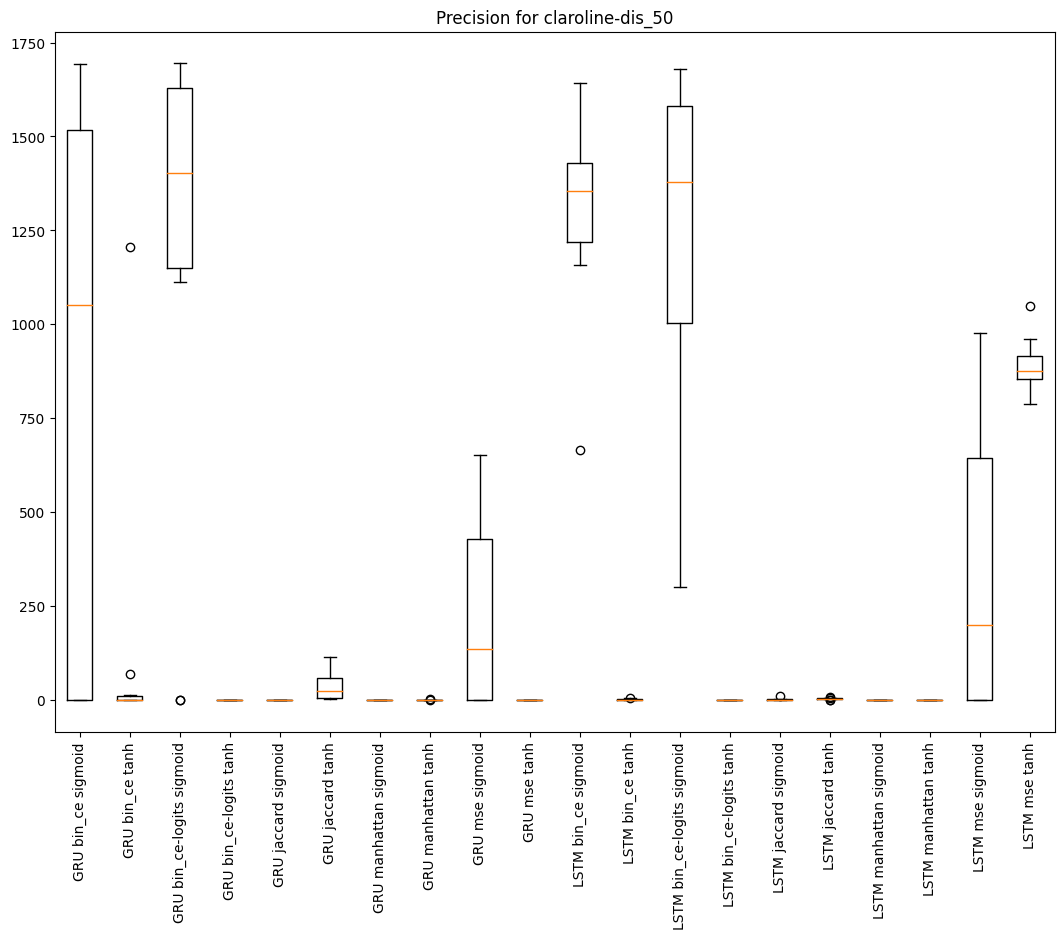 Precision for claroline-dis_50
1750
1500
1250
1000
750
500
250
0
GRU bin_ce sigmoid
GRU bin_ce tanh
GRU bin_ce-logits sigmoid
GRU bin_ce-logits tanh
GRU jaccard sigmoid
GRU jaccard tanh
GRU manhattan sigmoid
GRU manhattan tanh
GRU mse sigmoid
GRU mse tanh
LSTM bin_ce sigmoid
LSTM bin_ce tanh
LSTM bin_ce-logits sigmoid
LSTM bin_ce-logits tanh
LSTM jaccard sigmoid
LSTM jaccard tanh
LSTM manhattan sigmoid
LSTM manhattan tanh
LSTM mse sigmoid
LSTM mse tanh